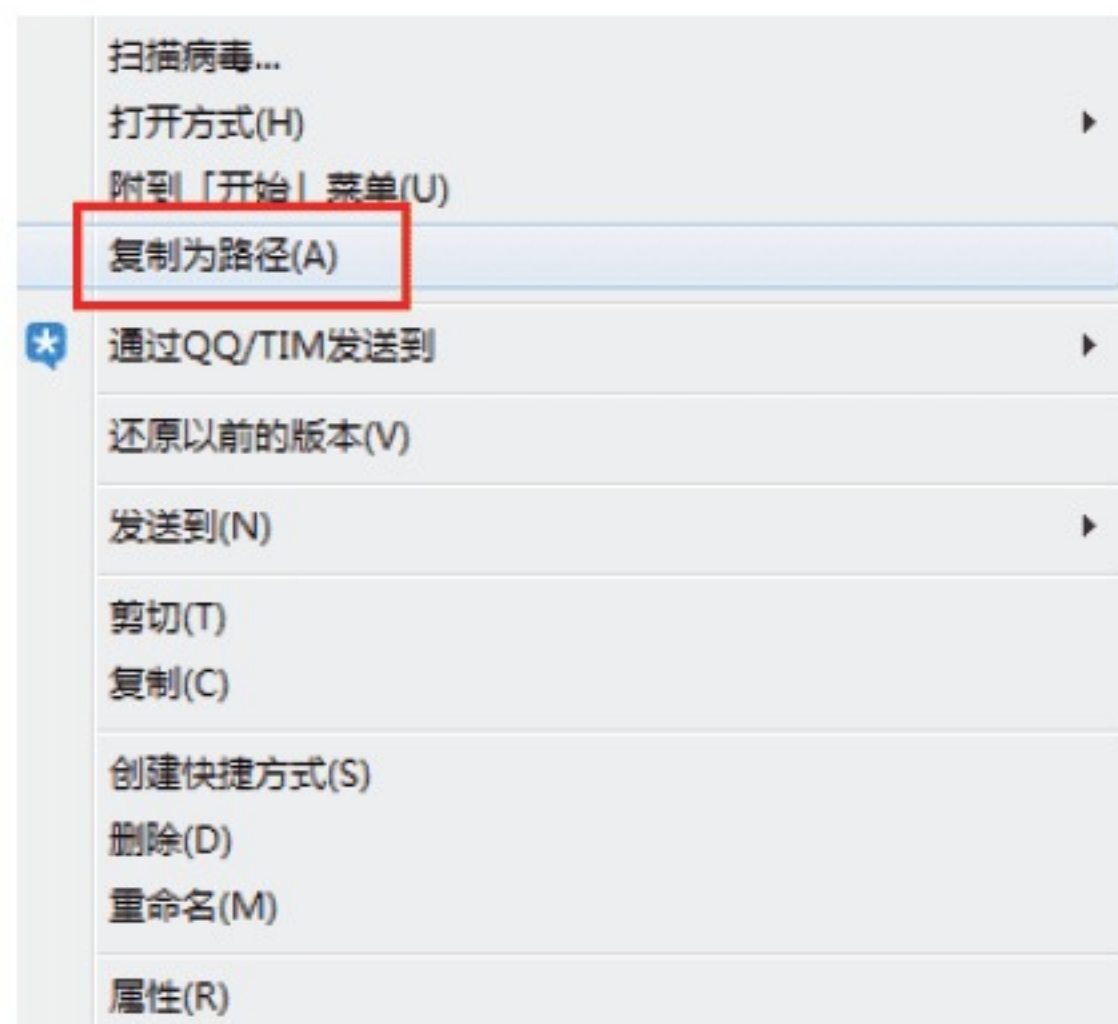 扫描病毒...
打开方式(H)
附到「开始」菜单(U)
复制为路径(A)
通过QQ/TIM发送到
还原以前的版本(V)
发送到(N)
剪切(T)
复制(C)
创建快捷方式(S)
删除(D)
重命名(M)
属性(R)